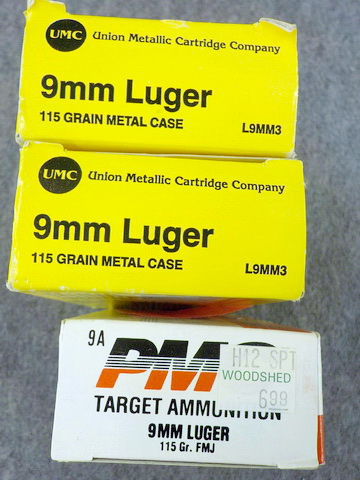 UMC Union Metallic Cartridge Company
9mm Luger
115 GRAIN METAL CASE L9MM3
UMC Union Metallic Cartridge Company
9mm Luger
115 GRAIN METAL CASE L9MM3
9A
PMC
H12 SPT
WOODSHED
6.99
TARGET AMMUNITION
9MM LUGER
115 Gr. FMJ